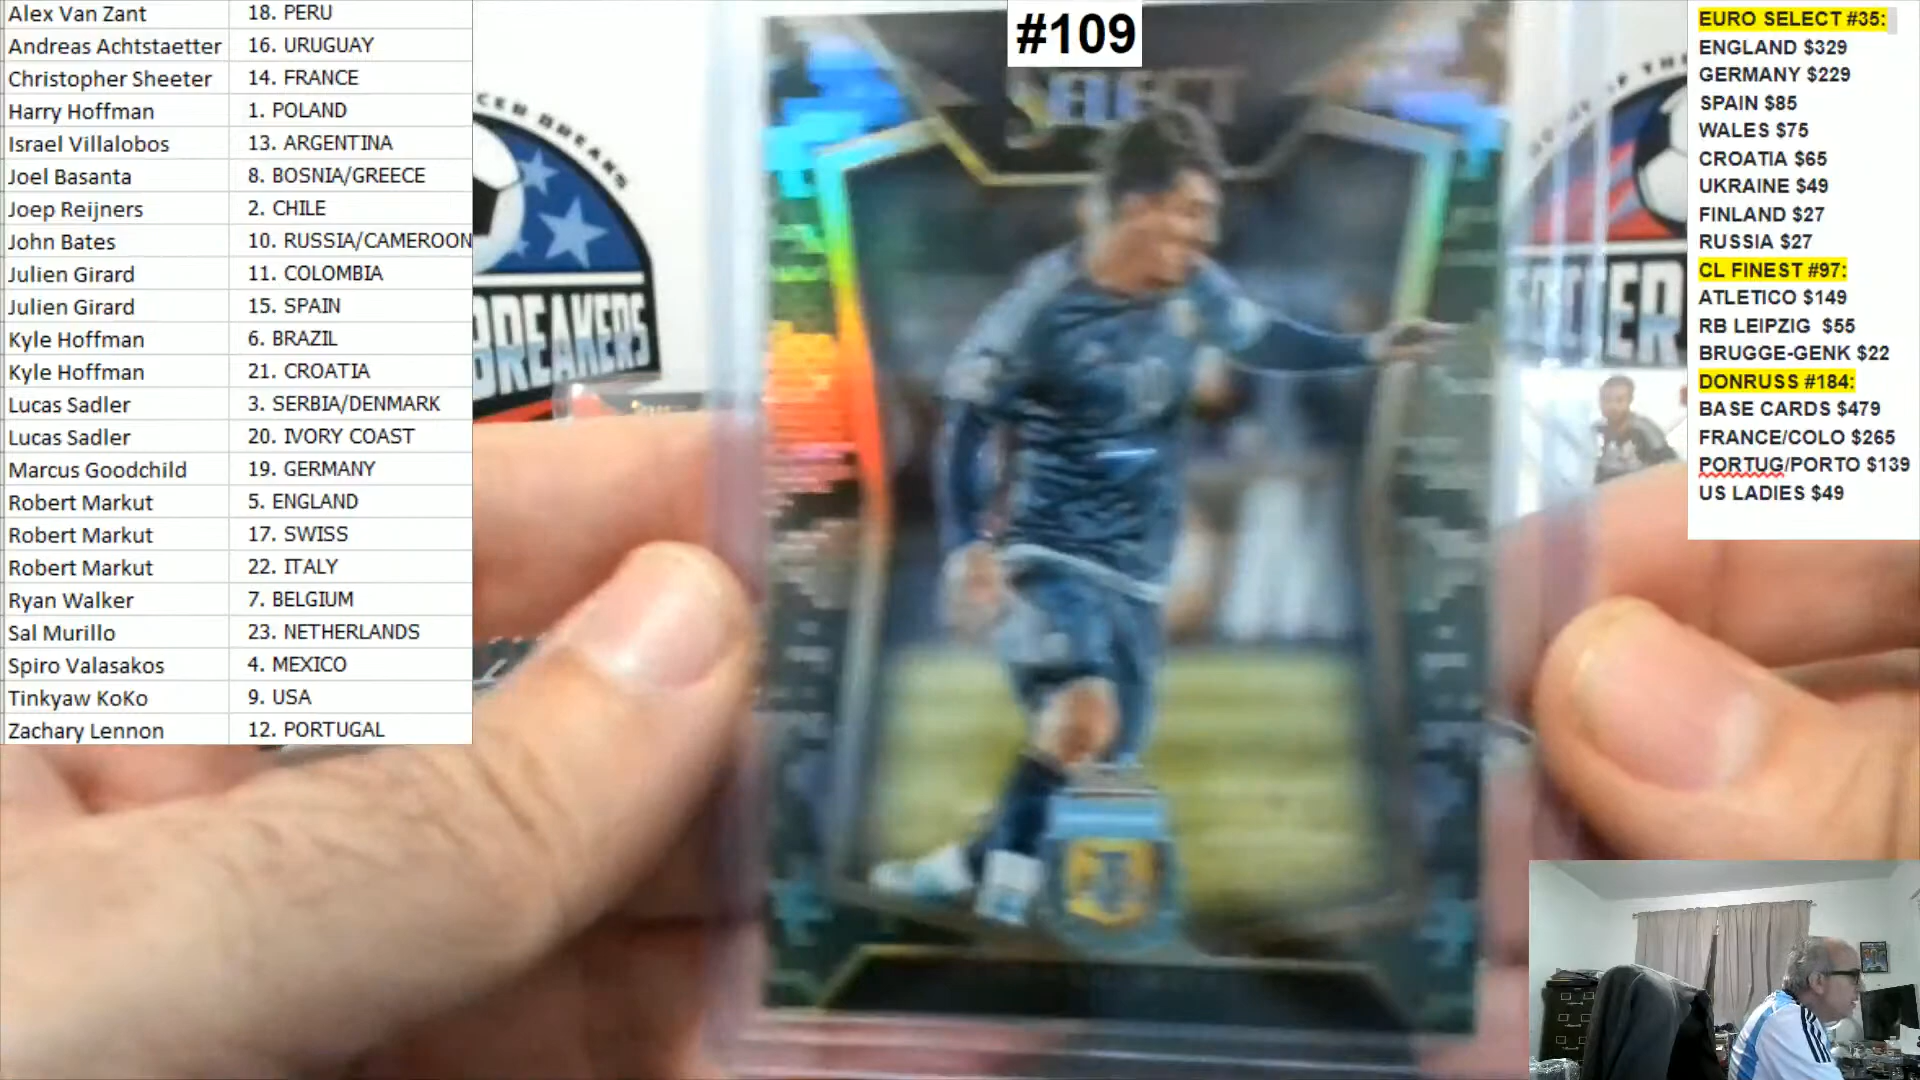 Alex Van Zant 18. PERU
Andreas Achtstaetter 16. URUGUAY
Christopher Sheeter 14. FRANCE
Harry Hoffman 1. POLAND
Israel Villalobos 13. ARGENTINA
Joel Basanta 8. BOSNIA/GREECE
Joep Reijners 2. CHILE
John Bates 10. RUSSIA/CAMEROON
Julien Girard 11. COLOMBIA
Julien Girard 15. SPAIN
Kyle Hoffman 6. BRAZIL
Kyle Hoffman 21. CROATIA
Lucas Sadler 3. SERBIA/DENMARK
Lucas Sadler 20. IVORY COAST
Marcus Goodchild 19. GERMANY
Robert Markut 5. ENGLAND
Robert Markut 17. SWISS
Robert Markut 22. ITALY
Ryan Walker 7. BELGIUM
Sal Murillo 23. NETHERLANDS
Spiro Valasakos 4. MEXICO
Tinkyaw KoKo 9. USA
Zachary Lennon 12. PORTUGAL
#109
SELECT
BREAKERS
SOCCER
EURO SELECT #35:
ENGLAND $329
GERMANY $229
SPAIN $85
WALES $75
CROATIA $65
UKRAINE $49
FINLAND $27
RUSSIA $27
CL FINEST #97:
ATLETICO $149
RB LEIPZIG $55
BRUGGE-GENK $22
DONRUSS #184:
BASE CARDS $479
FRANCE/COLO $265
PORTUG/PORTO $139
US LADIES $49